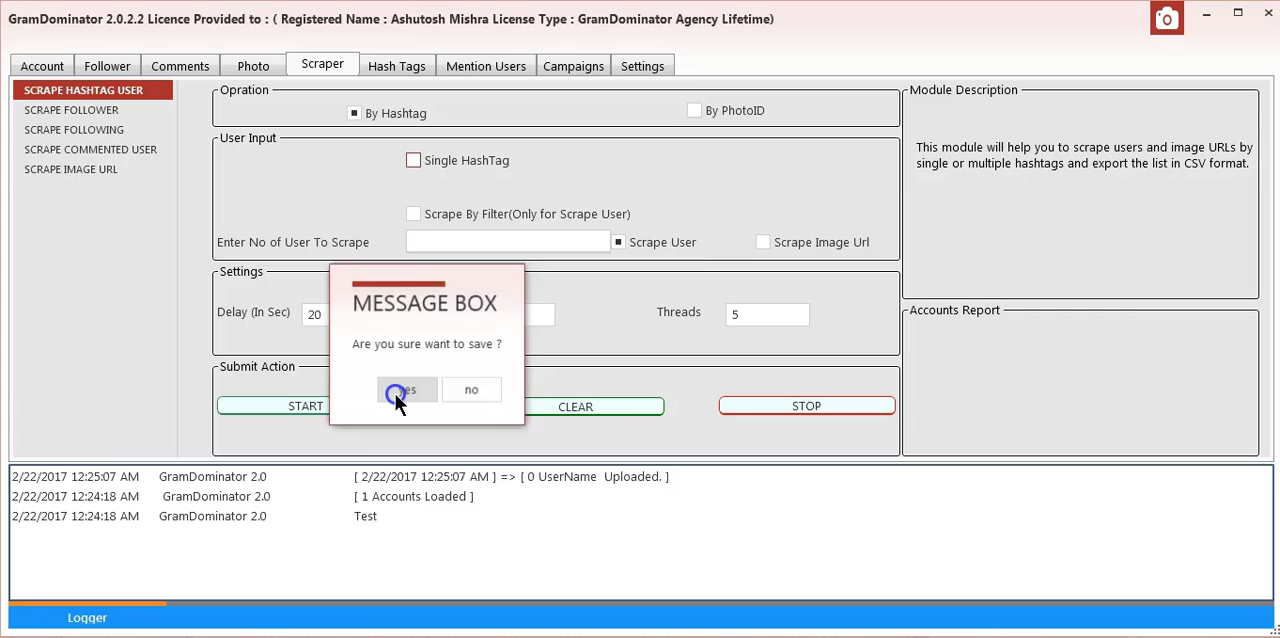 GramDominator 2.0.2.2 Licence Provided to : ( Registered Name : Ashutosh Mishra License Type : GramDominator Agency Lifetime)
Account Follower Comments Photo Scraper Hash Tags Mention Users Campaigns Settings
SCRAPE HASHTAG USER
SCRAPE FOLLOWER
SCRAPE FOLLOWING
SCRAPE COMMENTED USER
SCRAPE IMAGE URL
Opration
By Hashtag By PhotoID
User Input
Single HashTag
Scrape By Filter(Only for Scrape User)
Enter No of User To Scrape Scrape User Scrape Image Url
Settings
Delay (In Sec) 20 Threads 5
Submit Action
START CLEAR STOP
MESSAGE BOX
Are you sure want to save ?
yes no
Module Description
This module will help you to scrape users and image URLs by
single or multiple hashtags and export the list in CSV format.
Accounts Report
2/22/2017 12:25:07 AM GramDominator 2.0 [ 2/22/2017 12:25:07 AM ] => [ 0 UserName Uploaded. ]
2/22/2017 12:24:18 AM GramDominator 2.0 [ 1 Accounts Loaded ]
2/22/2017 12:24:18 AM GramDominator 2.0 Test
Logger